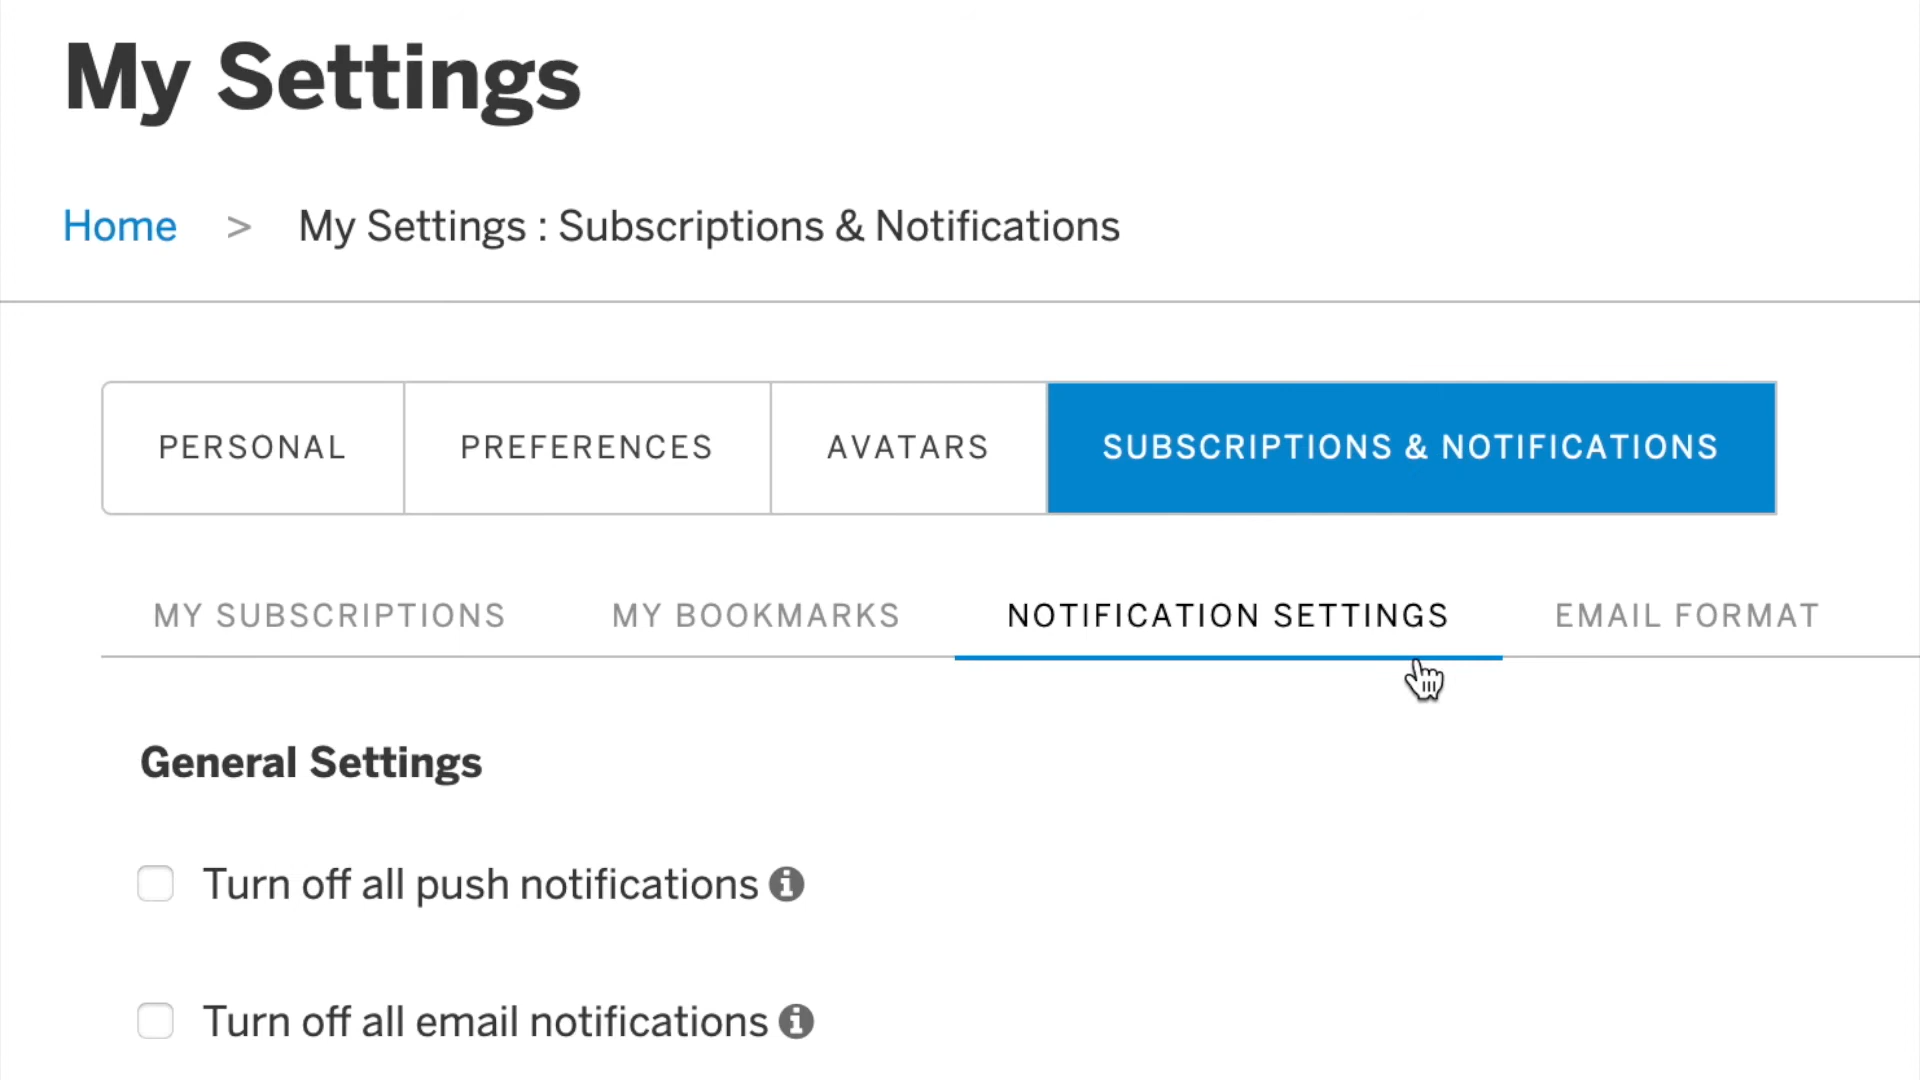 My Settings
Home > My Settings : Subscriptions & Notifications
PERSONAL PREFERENCES AVATARS SUBSCRIPTIONS & NOTIFICATIONS
MY SUBSCRIPTIONS MY BOOKMARKS NOTIFICATION SETTINGS EMAIL FORMAT
General Settings
Turn off all push notifications
Turn off all email notifications